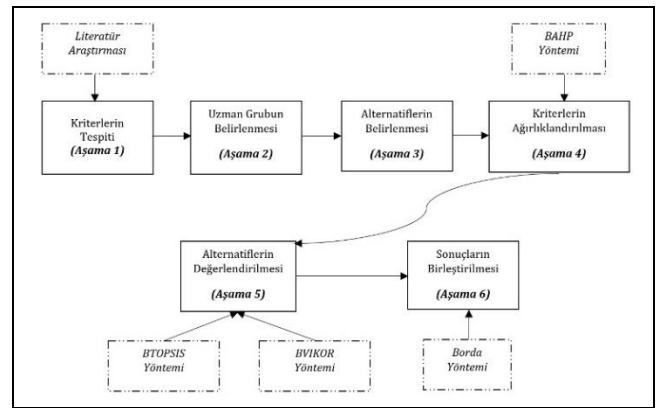 Literatür
Araştırması
BAHP
Yöntemi
Kriterlerin
Tespiti
(Aşama 1)
Uzman Grubun
Belirlenmesi
(Aşama 2)
Alternatiflerin
Belirlenmesi
(Aşama 3)
Kriterlerin
Ağırlıklandırılması
(Aşama 4)
Alternatiflerin
Değerlendirilmesi
(Aşama 5)
Sonuçların
Birleştirilmesi
(Aşama 6)
BTOPSIS
Yöntemi
BVIKOR
Yöntemi
Borda
Yöntemi